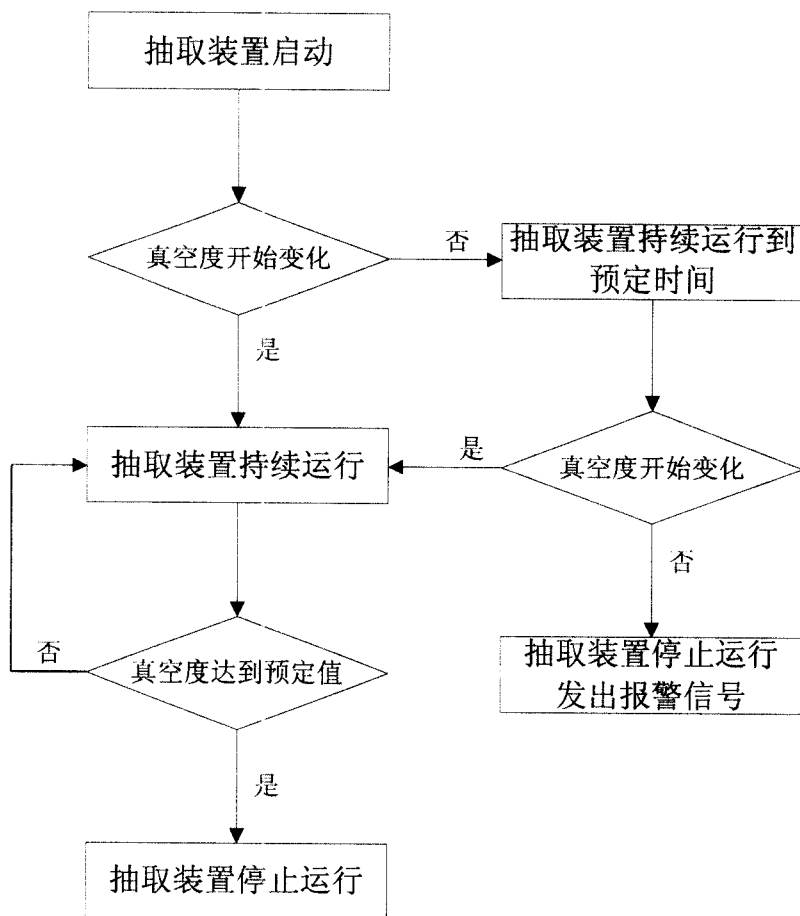 抽取装置启动
真空度开始变化
否
抽取装置持续运行到
预定时间
是
抽取装置持续运行
是
真空度开始变化
否
否
真空度达到预定值
抽取装置停止运行
发出报警信号
是
抽取装置停止运行